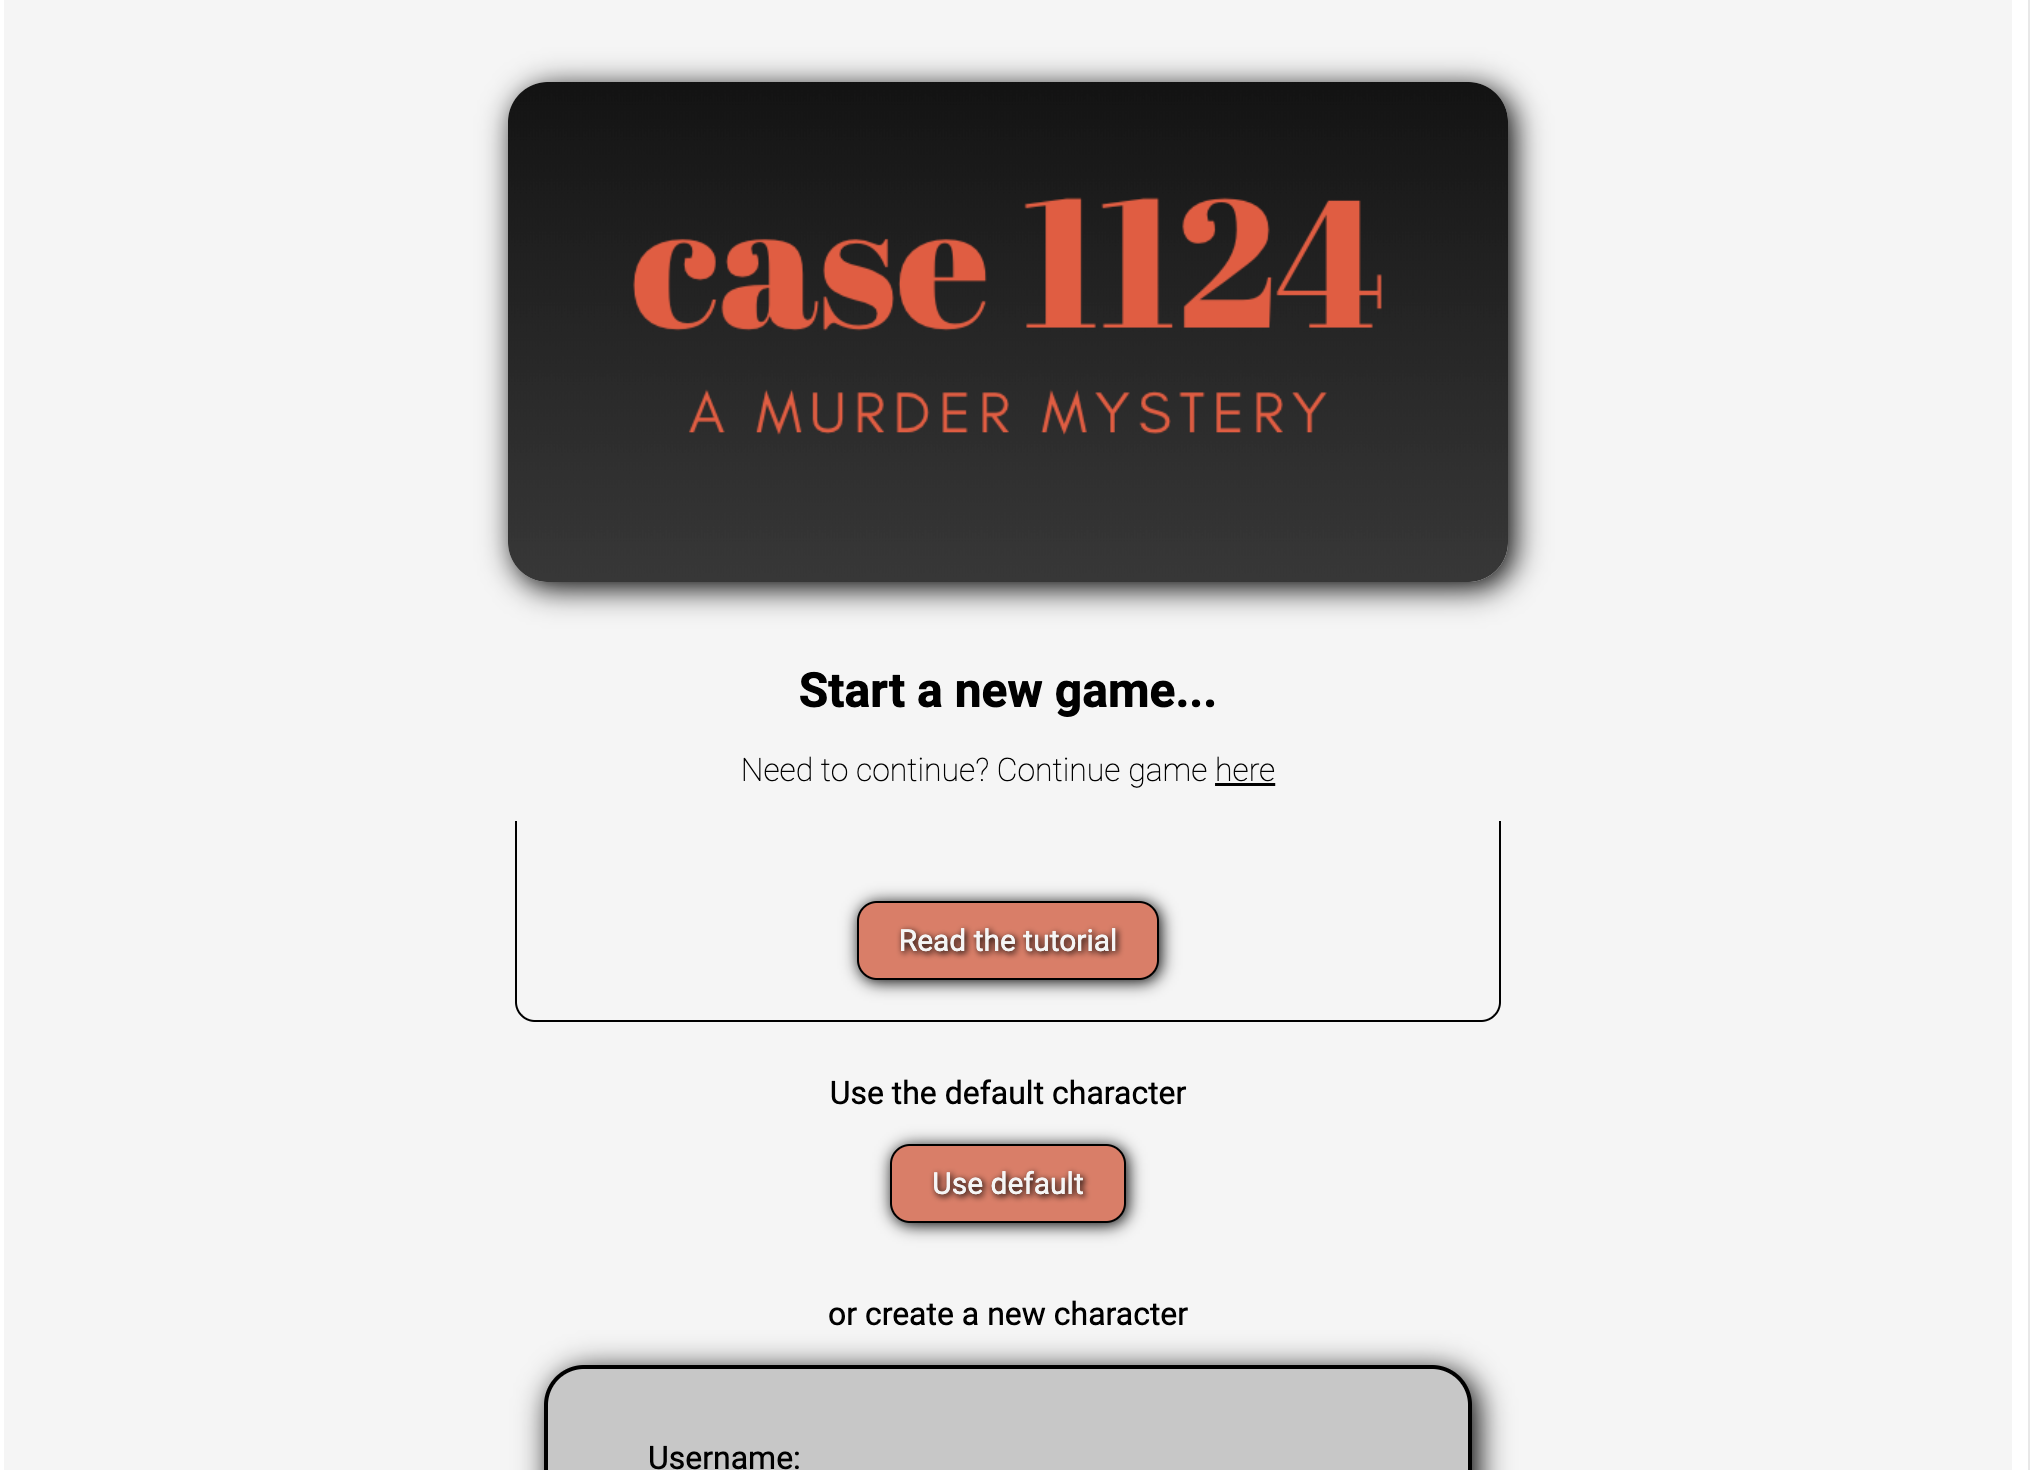 case 1124
A MURDER MYSTERY
Start a new game...
Need to continue? Continue game here
Read the tutorial
Use the default character
Use default
or create a new character
Username: